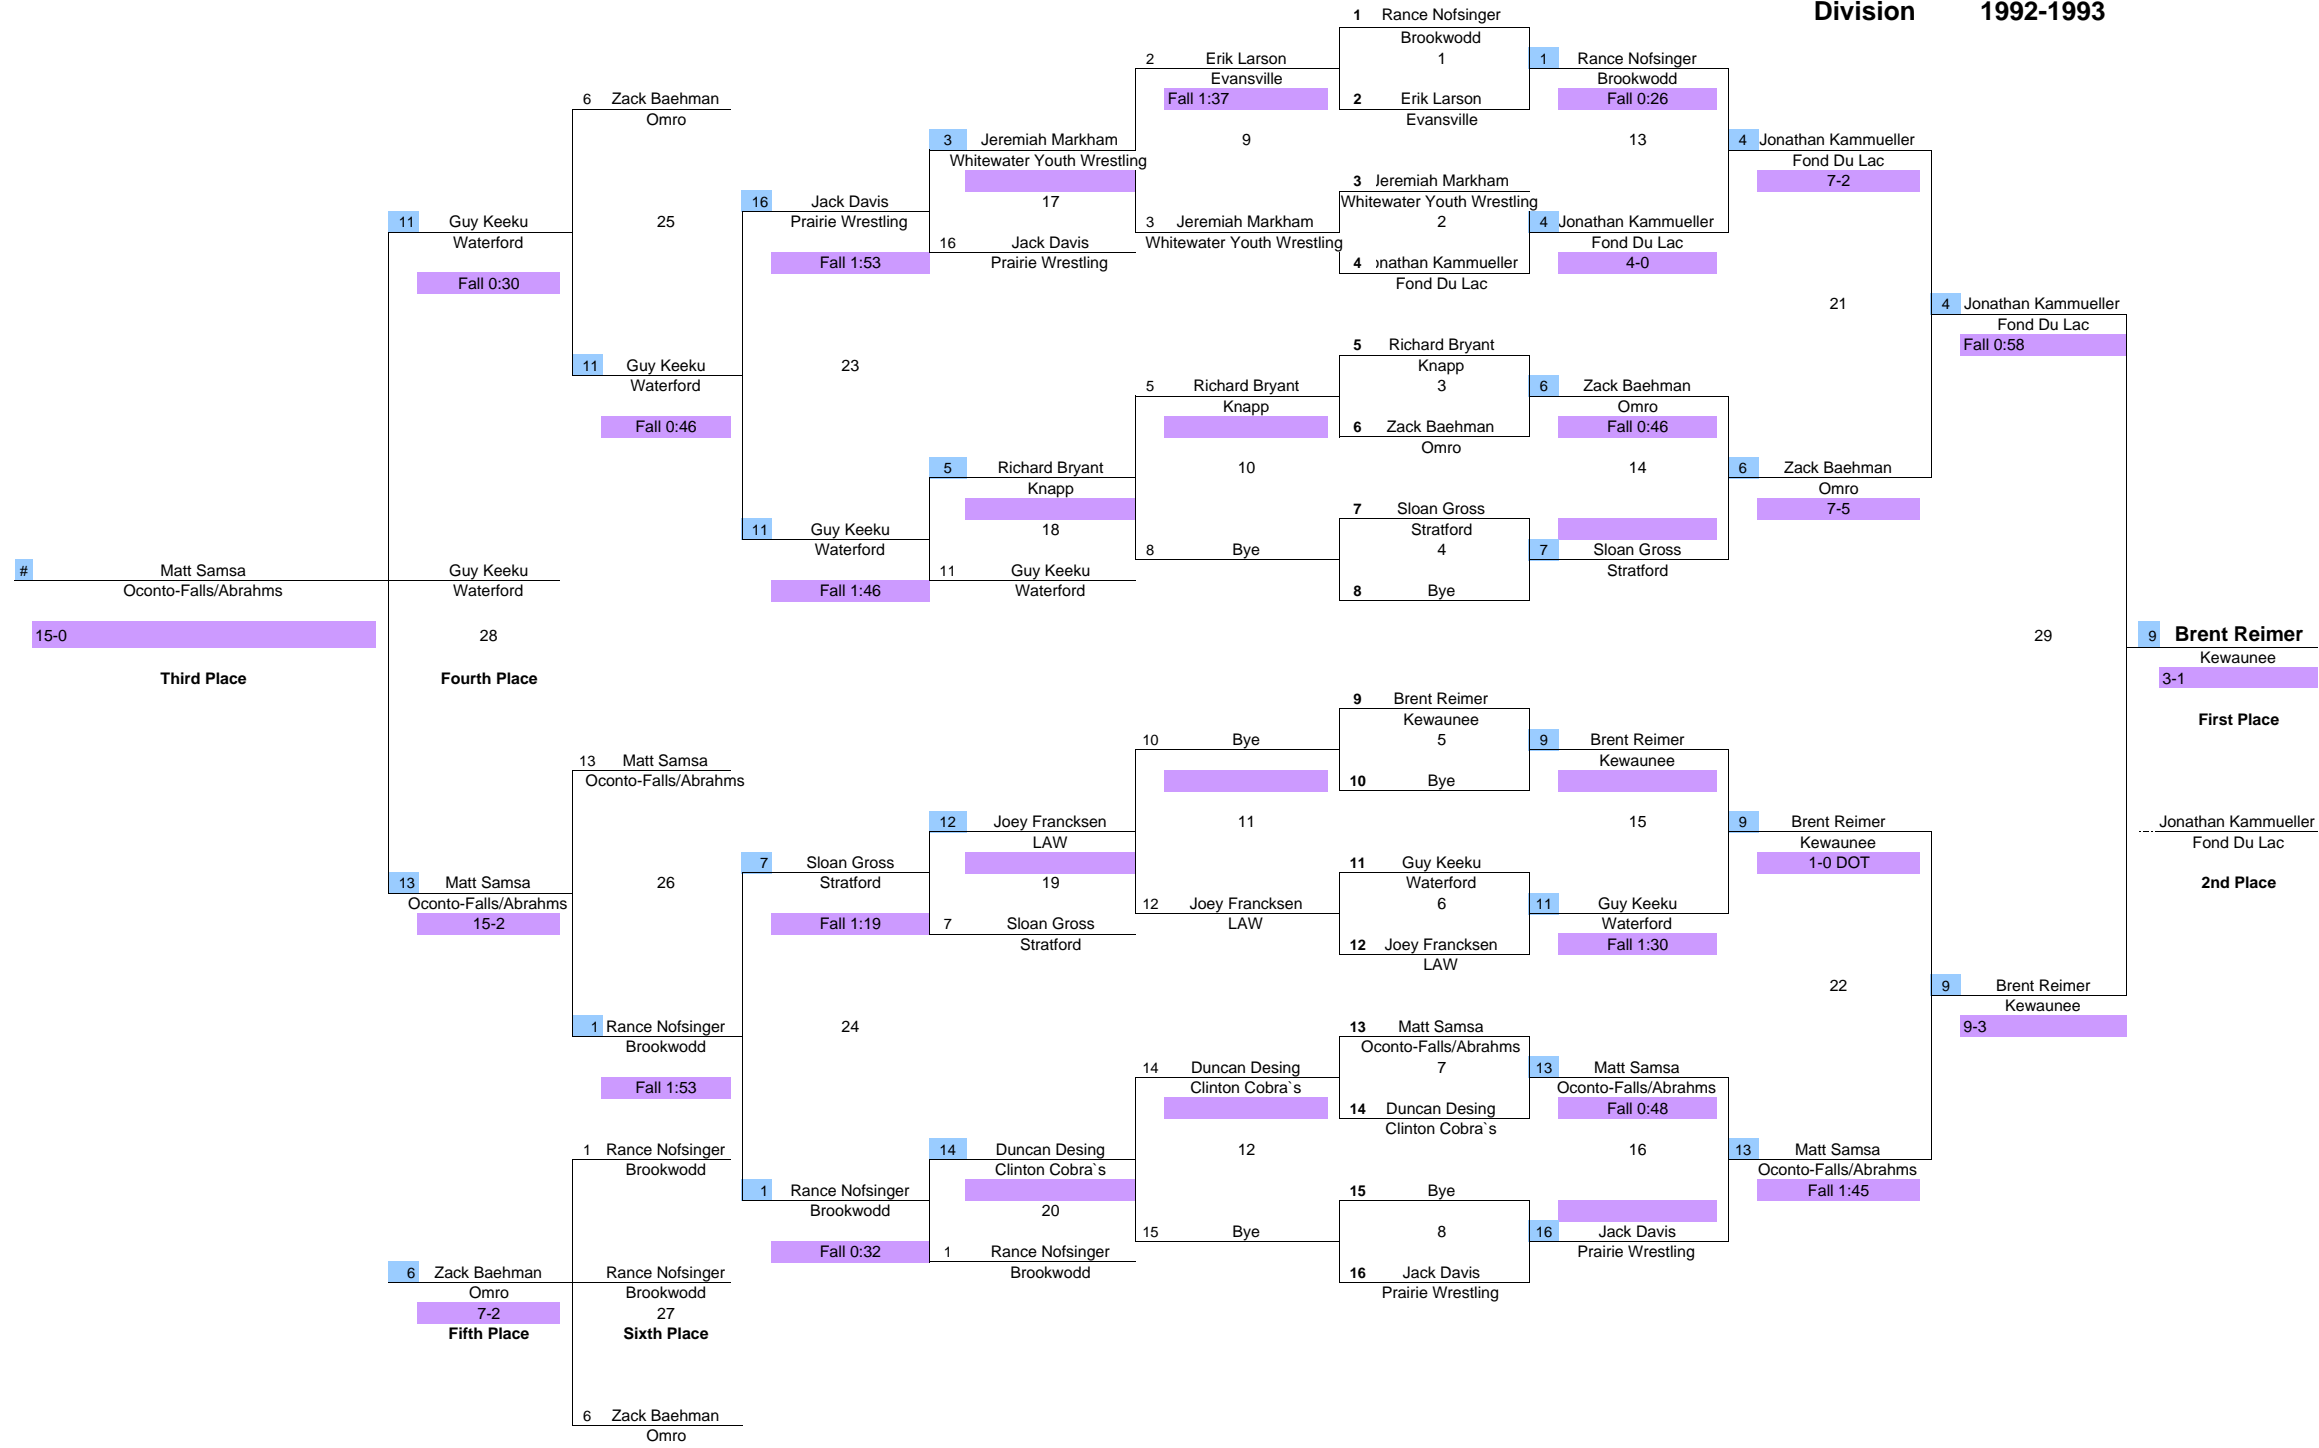 Division 1992-1993
1 Rance Nofsinger
Brookwodd
2 Erik Larson 1 1 Rance Nofsinger
Evansville Brookwodd
6 Zack Baehman Fall 1:37 2 Erik Larson Fall 0:26
Omro Evansville
3 Jeremiah Markham 9 13 4 Jonathan Kammueller
Whitewater Youth Wrestling Fond Du Lac
3 Jeremiah Markham 7-2
16 Jack Davis 17 Whitewater Youth Wrestling
11 Guy Keeku 25 Prairie Wrestling 3 Jeremiah Markham 2 4 Jonathan Kammueller
Waterford 16 Jack Davis Whitewater Youth Wrestling Fond Du Lac
Fall 1:53 Prairie Wrestling 4 onathan Kammueller 4-0
Fall 0:30 Fond Du Lac
21 4 Jonathan Kammueller
Fond Du Lac
5 Richard Bryant Fall 0:58
11 Guy Keeku 23 Knapp
Waterford 5 Richard Bryant 3 6 Zack Baehman
Knapp Omro
Fall 0:46 6 Zack Baehman Fall 0:46
Omro
5 Richard Bryant 10 14 6 Zack Baehman
Knapp Omro
7 Sloan Gross 7-5
11 Guy Keeku 18 Stratford
Waterford 8 Bye 4 7 Sloan Gross
# Matt Samsa Guy Keeku 11 Guy Keeku Stratford
Oconto-Falls/Abrahms Waterford Fall 1:46 Waterford 8 Bye
15-0 28 29 9 Brent Reimer
Kewaunee
Third Place Fourth Place 3-1
9 Brent Reimer
Kewaunee First Place
10 Bye 5 9 Brent Reimer
13 Matt Samsa Kewaunee
Oconto-Falls/Abrahms 10 Bye
12 Joey Francksen 11 15 9 Brent Reimer Jonathan Kammueller
LAW Kewaunee Fond Du Lac
7 Sloan Gross 11 Guy Keeku 1-0 DOT
13 Matt Samsa 26 Stratford 19 Waterford 2nd Place
Oconto-Falls/Abrahms 12 Joey Francksen 6 11 Guy Keeku
15-2 Fall 1:19 7 Sloan Gross LAW Waterford
Stratford 12 Joey Francksen Fall 1:30
LAW
22 9 Brent Reimer
Kewaunee
1 Rance Nofsinger 24 13 Matt Samsa 9-3
Brookwodd Oconto-Falls/Abrahms
14 Duncan Desing 7 13 Matt Samsa
Fall 1:53 Clinton Cobra`s Oconto-Falls/Abrahms
14 Duncan Desing Fall 0:48
Clinton Cobra`s
1 Rance Nofsinger 14 Duncan Desing 12 16 13 Matt Samsa
Brookwodd Clinton Cobra`s Oconto-Falls/Abrahms
1 Rance Nofsinger 15 Bye Fall 1:45
Brookwodd 20
15 Bye 8 16 Jack Davis
Fall 0:32 1 Rance Nofsinger Prairie Wrestling
6 Zack Baehman Rance Nofsinger Brookwodd 16 Jack Davis
Omro Brookwodd Prairie Wrestling
7-2 27
Fifth Place Sixth Place
6 Zack Baehman
Omro